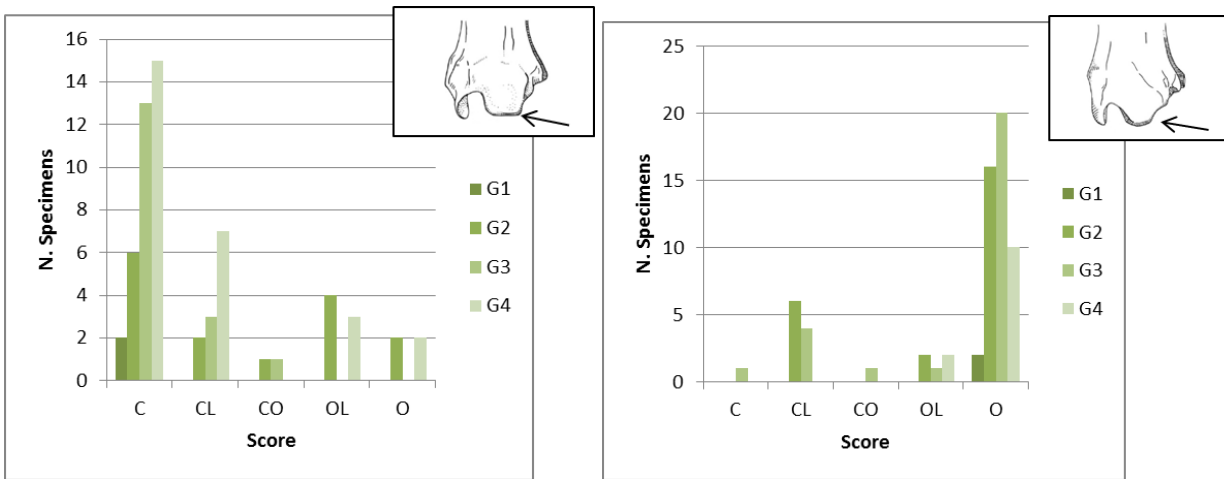 16
14
12
10
8
6
4
2
0
N. Specimens
C CL CO OL O
Score
G1
G2
G3
G4
25
20
15
10
5
0
N. Specimens
C CL CO OL O
Score
G1
G2
G3
G4